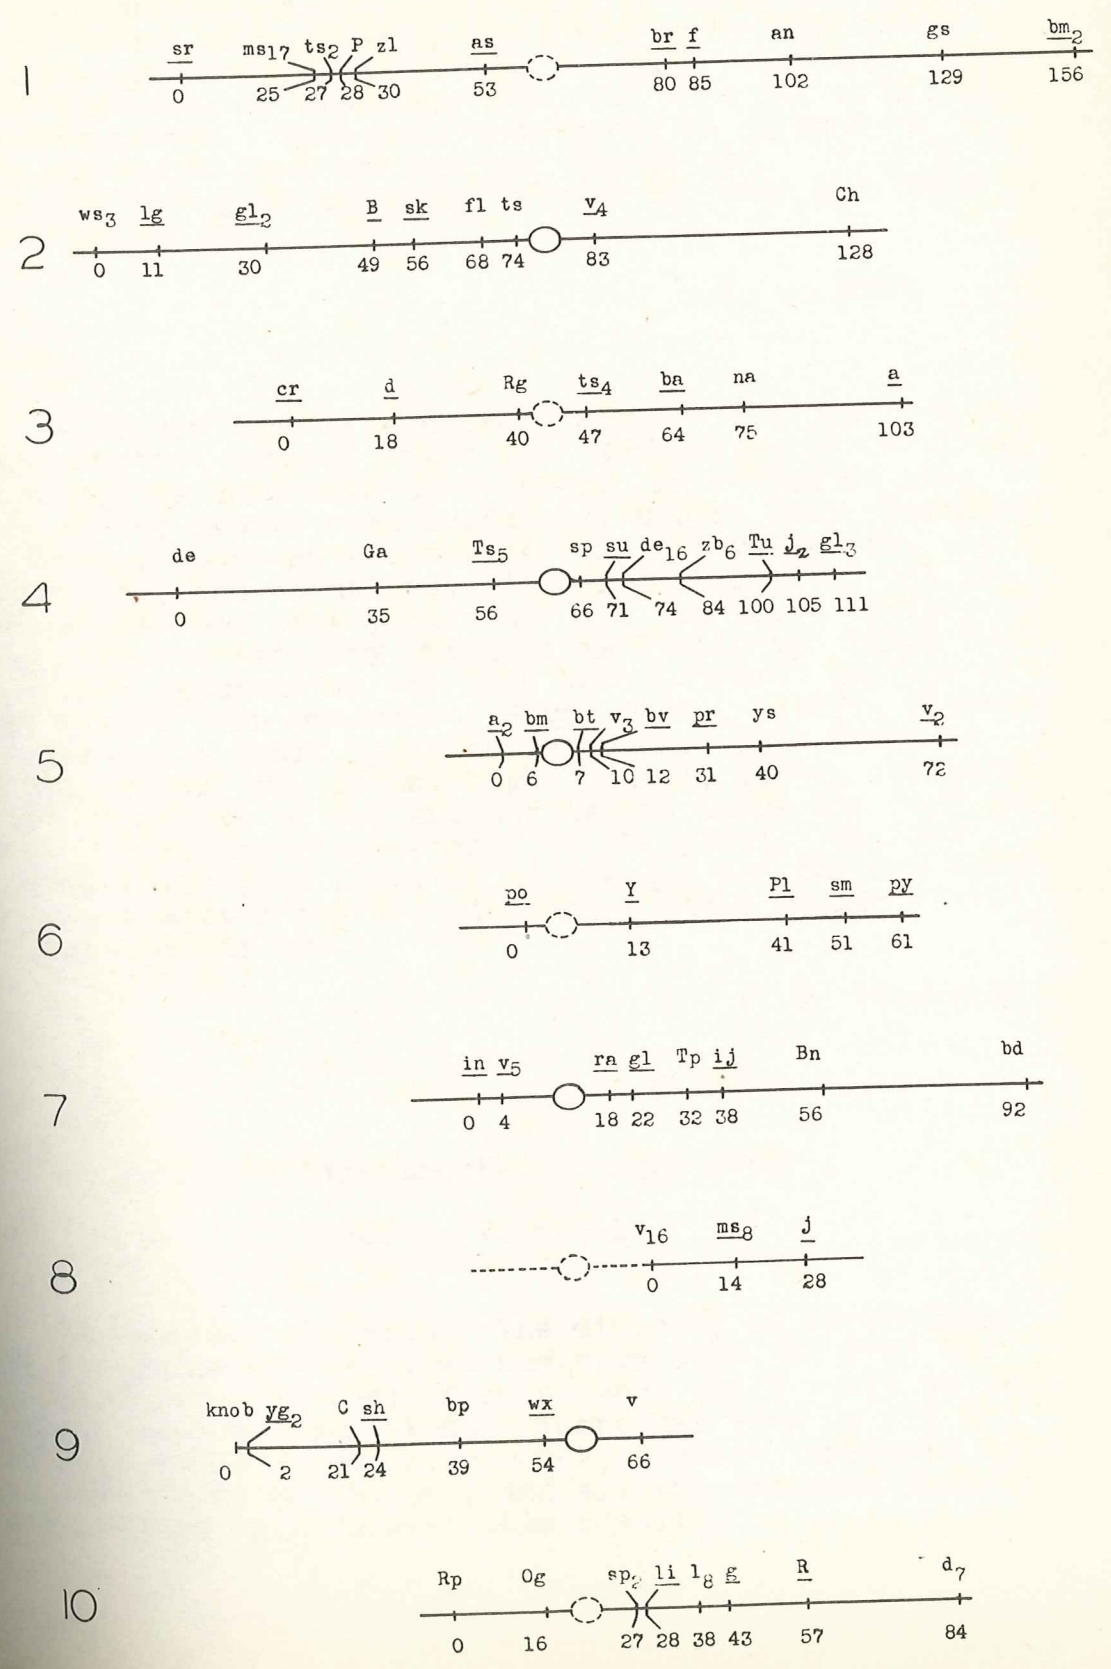 sr ms17 ts2 P zl as br f an gs bm2
1
0 25 27 28 30 53 80 85 102 129 156
ws3 lg gl2 B sk fl ts v4 Ch
2
0 11 30 49 56 68 74 83 128
cr d Rg ts4 ba na a
3
0 18 40 47 64 75 103
de Ga Ts5 sp su de16 zb6 Tu j2 gl3
4
0 35 56 66 71 74 84 100 105 111
a2 bm bt v3 bv pr ys v2
5
0 6 7 10 12 31 40 72
po Y Pl sm py
6
0 13 41 51 61
in v5 ra gl Tp ij Bn bd
7
0 4 18 22 32 38 56 92
v16 ms8 j
8
0 14 28
knob yg2 C sh bp wx v
9
0 2 21 24 39 54 66
Rp Og sp2 li l8 g R d7
10
0 16 27 28 38 43 57 84